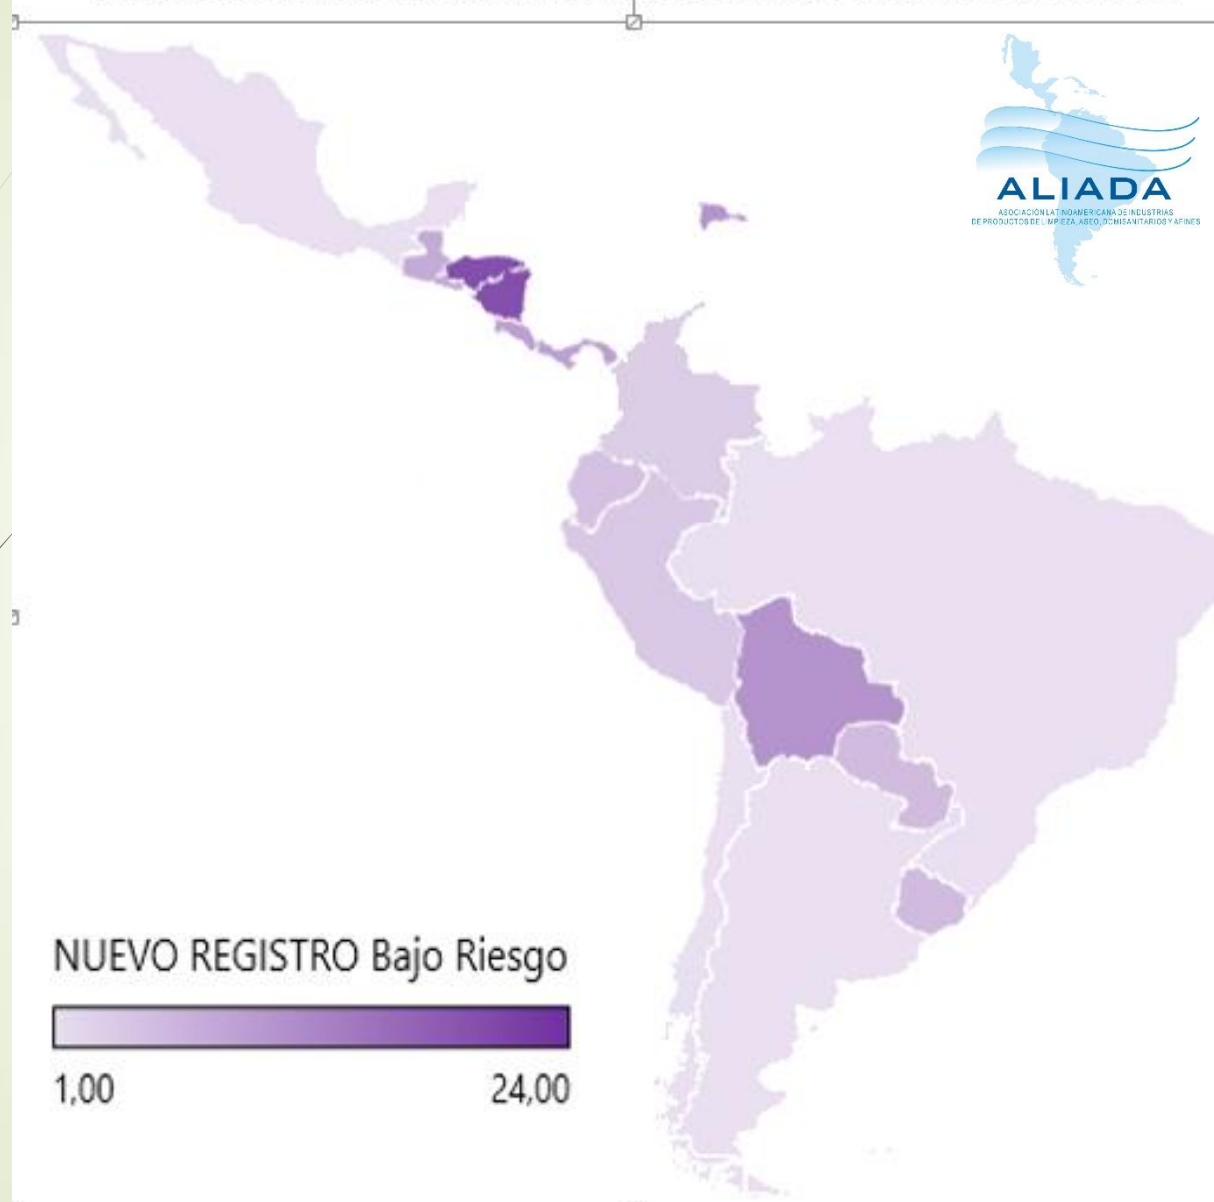 ALIADA
ASOCIACIÓN LATINOAMERICANA DE INDUSTRIAS
DE PRODUCTOS DE LIMPIEZA, ASEO, DOMISANITARIOS Y AFINES
NUEVO REGISTRO Bajo Riesgo
1,00
24,00